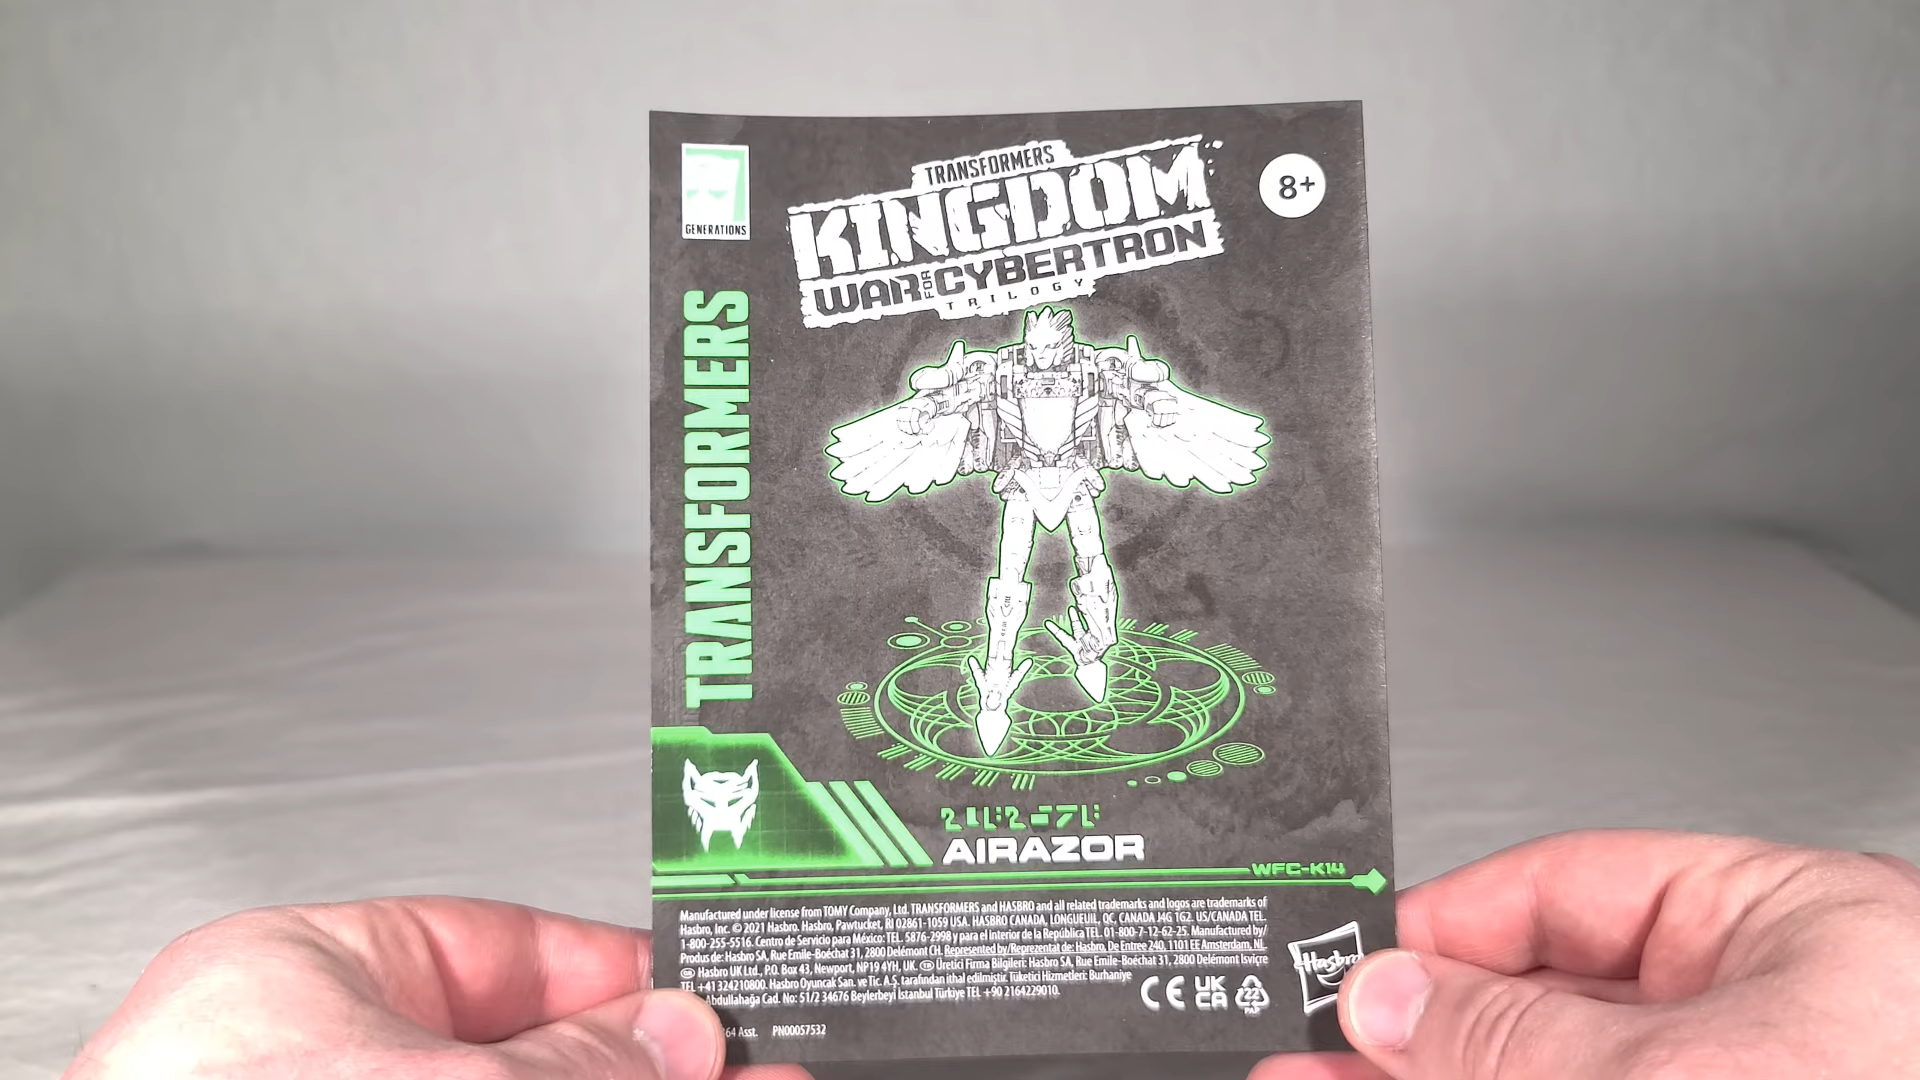 GENERATIONS
TRANSFORMERS
TRANSFORMERS
KINGDOM
WAR FOR CYBERTRON
TRILOGY
8+
AIRAZOR
WFC-K14
Manufactured under license from TOMY Company, Ltd. TRANSFORMERS and HASBRO and all related trademarks and logos are trademarks of
Hasbro, Inc. © 2021 Hasbro. Hasbro, Pawtucket, RI 02861-1059 USA. HASBRO CANADA, LONGUEUIL, QC, CANADA J4G 1G2. US/CANADA TEL.
1-800-255-5516. Centro de Servicio para México: TEL. 5876-2998 y para el Interior de la República TEL. 01-800-7-12-62-25. Manufactured by/
Produs de: Hasbro SA, Rue Emile-Boéchat 31, 2800 Delémont CH. Represented by/Reprezentat de: Hasbro, De Entree 240, 1101 EE Amsterdam, NL.
Hasbro UK Ltd., P.O. Box 43, Newport, NP19 4YH, UK. TR Üretici Firma Bilgileri: Hasbro SA, Rue Emile-Boéchat 31, 2800 Delémont İsviçre
TEL +41 324210800. Hasbro Oyuncak San. ve Tic. A.Ş. tarafından ithal edilmiştir. Tüketici Hizmetleri: Burhaniye
Abdullahağa Cad. No: 51/2 34676 Beylerbeyi İstanbul Türkiye TEL +90 2164229010.
CE UK CA 22 PAP
Hasbro
64 Asst. PN00057532